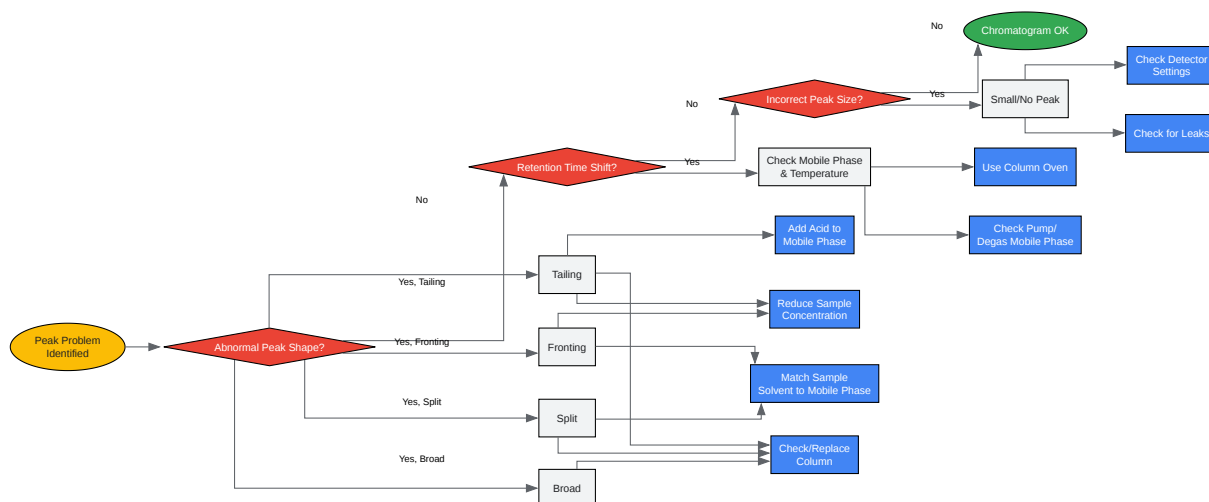 No
Chromatogram OK
Check Detector
Settings
Incorrect Peak Size?
Yes
Small/No Peak
No
Check for Leaks
Retention Time Shift?
Yes
Check Mobile Phase
& Temperature
Use Column Oven
No
Add Acid to
Mobile Phase
Check Pump/
Degas Mobile Phase
Yes, Tailing
Tailing
Reduce Sample
Concentration
Peak Problem
Identified
Abnormal Peak Shape?
Yes, Fronting
Fronting
Match Sample
Solvent to Mobile Phase
Yes, Split
Split
Check/Replace
Column
Yes, Broad
Broad